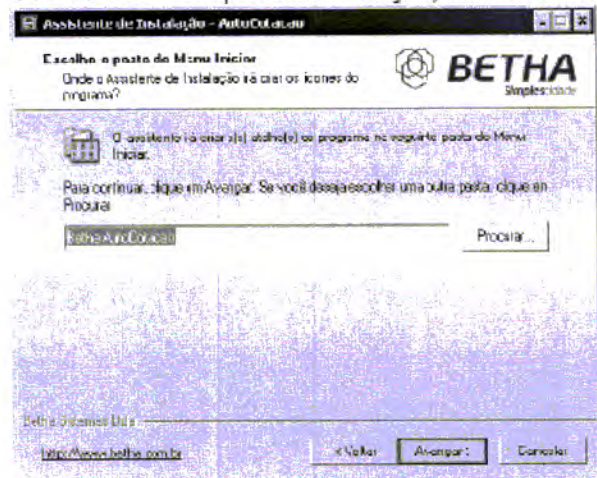 Assistente de Instalação - AutoCotacao
Escolha a pasta do Menu Iniciar
Onde o Assistente de Instalação irá criar os ícones do
programa?
BETHA
Simplescidade
O assistente irá criar o(s) atalho(s) do programa na seguinte pasta do Menu
Iniciar.
Para continuar, clique em Avançar. Se você deseja escolher uma outra pasta, clique em
Procurar
Betha AutoCotacao
Procurar...
Betha Sistemas Ltda
http://www.betha.com.br
< Voltar
Avançar >
Cancelar